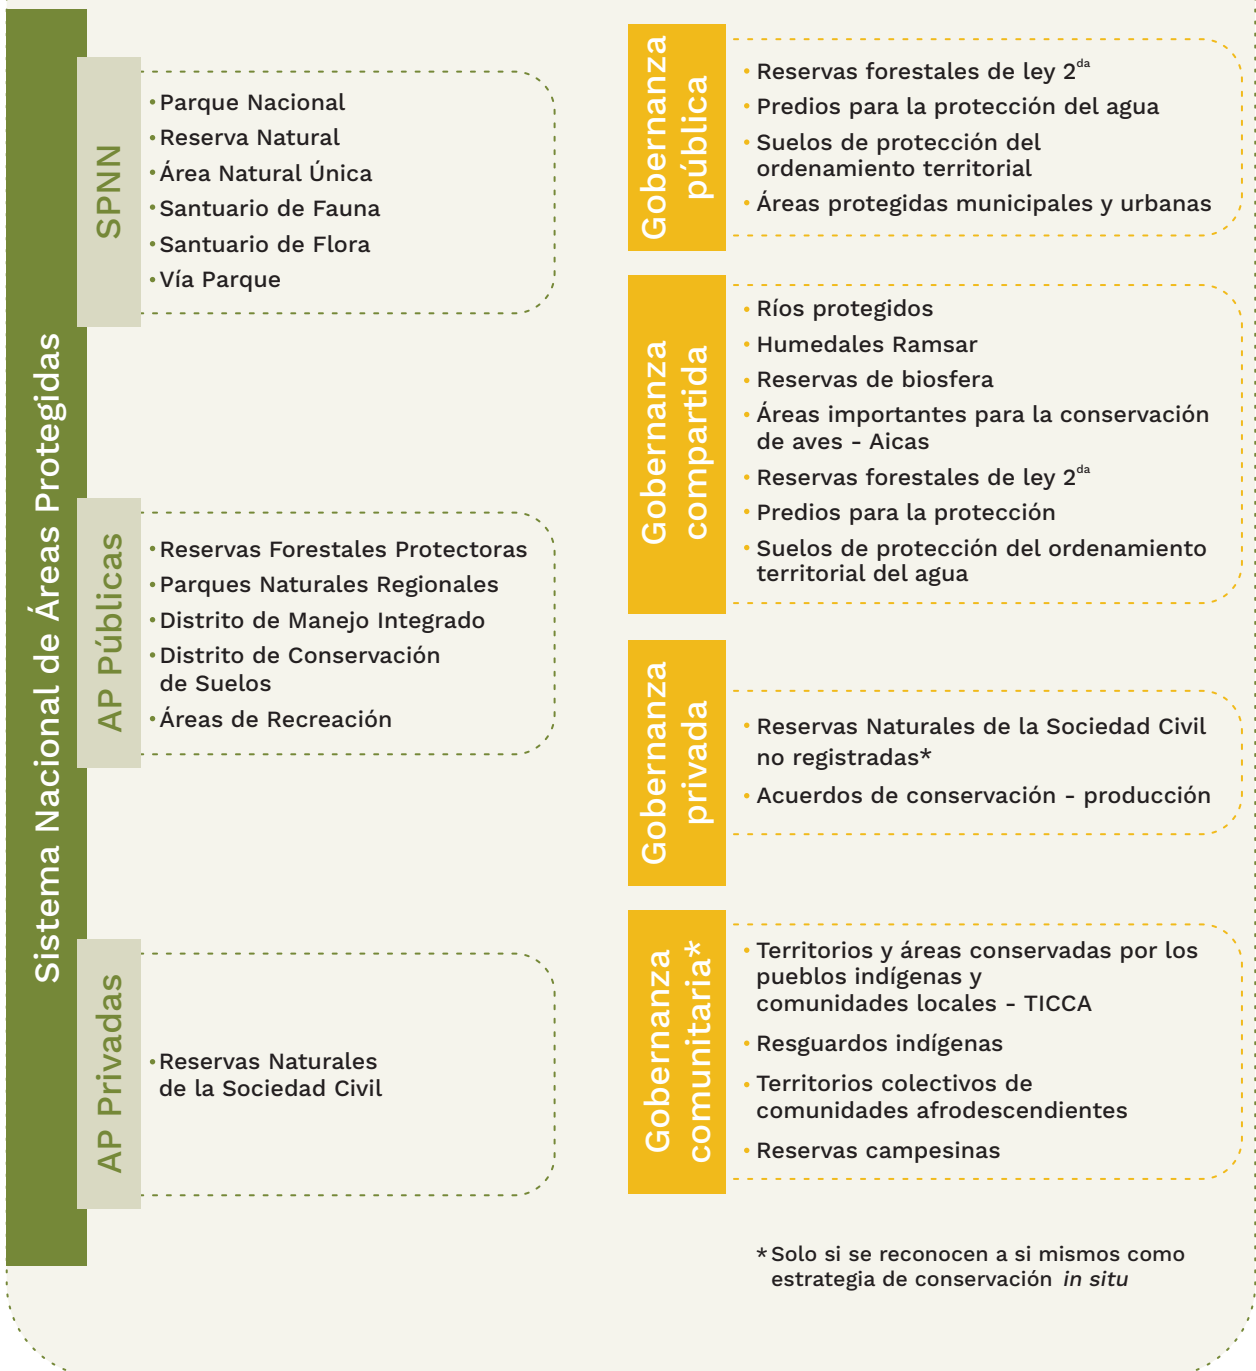 Sistema Nacional de Áreas Protegidas
SPNN
•Parque Nacional
•Reserva Natural
•Área Natural Única
•Santuario de Fauna
•Santuario de Flora
•Vía Parque
AP Públicas
•Reservas Forestales Protectoras
•Parques Naturales Regionales
•Distrito de Manejo Integrado
•Distrito de Conservación
de Suelos
•Áreas de Recreación
AP Privadas
•Reservas Naturales
de la Sociedad Civil
Gobernanza
pública
• Reservas forestales de ley 2da
• Predios para la protección del agua
• Suelos de protección del
ordenamiento territorial
• Áreas protegidas municipales y urbanas
Gobernanza
compartida
• Ríos protegidos
• Humedales Ramsar
• Reservas de biosfera
• Áreas importantes para la conservación
de aves - Aicas
• Reservas forestales de ley 2da
• Predios para la protección
• Suelos de protección del ordenamiento
territorial del agua
Gobernanza
privada
• Reservas Naturales de la Sociedad Civil
no registradas*
• Acuerdos de conservación - producción
Gobernanza
comunitaria*
• Territorios y áreas conservadas por los
pueblos indígenas y
comunidades locales - TICCA
• Resguardos indígenas
• Territorios colectivos de
comunidades afrodescendientes
• Reservas campesinas
* Solo si se reconocen a si mismos como
estrategia de conservación in situ